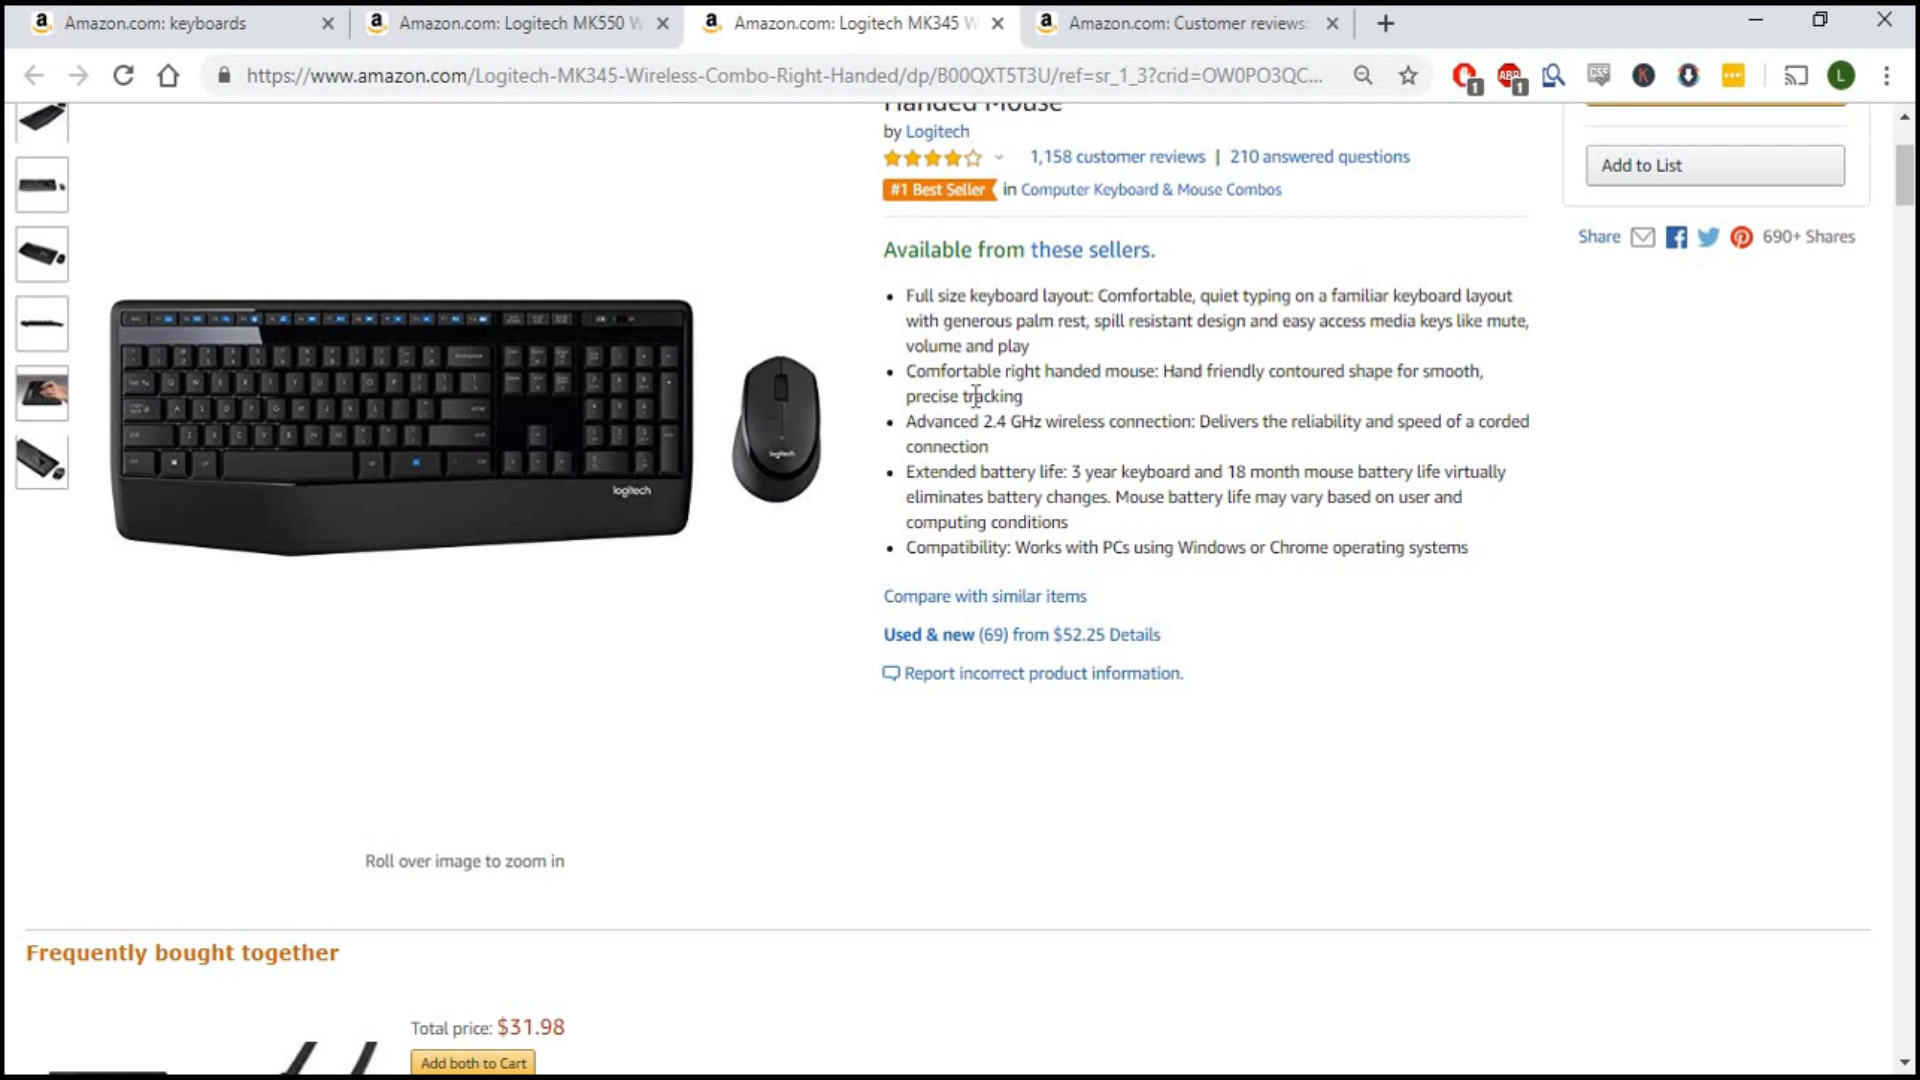 Amazon.com: keyboards
Amazon.com: Logitech MK550 W
Amazon.com: Logitech MK345 W
Amazon.com: Customer reviews:
https://www.amazon.com/Logitech-MK345-Wireless-Combo-Right-Handed/dp/B00QXT5T3U/ref=sr_1_3?crid=OW0PO3QC...
1
ABP
1
CSS
K
L
Handed Mouse
by Logitech
1,158 customer reviews | 210 answered questions
#1 Best Seller in Computer Keyboard & Mouse Combos
Add to List
Share
690+ Shares
Available from these sellers.
Full size keyboard layout: Comfortable, quiet typing on a familiar keyboard layout
with generous palm rest, spill resistant design and easy access media keys like mute,
volume and play
Comfortable right handed mouse: Hand friendly contoured shape for smooth,
precise tracking
Advanced 2.4 GHz wireless connection: Delivers the reliability and speed of a corded
connection
Extended battery life: 3 year keyboard and 18 month mouse battery life virtually
eliminates battery changes. Mouse battery life may vary based on user and
computing conditions
Compatibility: Works with PCs using Windows or Chrome operating systems
Compare with similar items
Used & new (69) from $52.25 Details
Report incorrect product information.
logitech
logitech
Roll over image to zoom in
Frequently bought together
Total price: $31.98
Add both to Cart